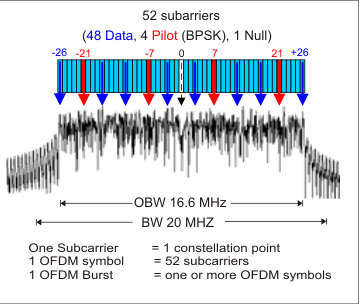 52 subarriers
(48 Data, 4 Pilot (BPSK), 1 Null)
-26 -21 -7 0 7 21 +26
OBW 16.6 MHz
BW 20 MHZ
One Subcarrier = 1 constellation point
1 OFDM symbol = 52 subcarriers
1 OFDM Burst = one or more OFDM symbols